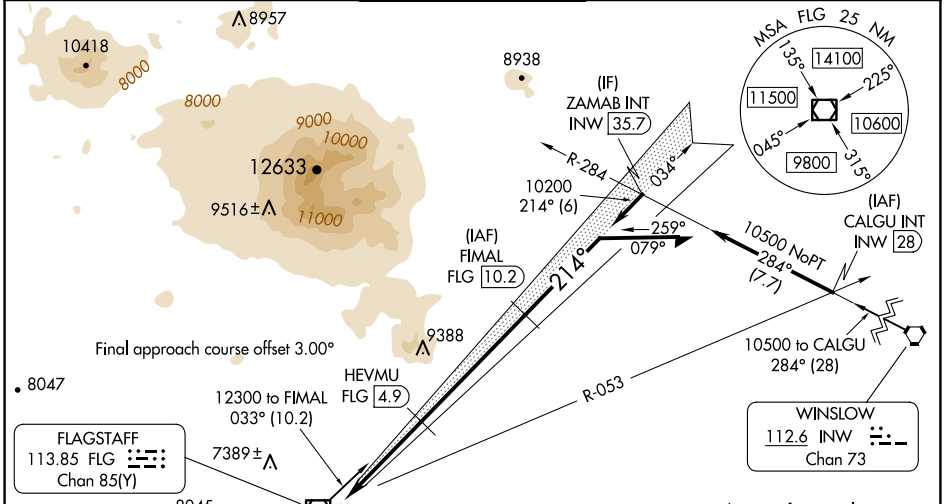 8957
10418
8000
8000
9000
10000
12633
9516±
11000
8938
MSA FLG 25 NM
135°
14100
225°
11500
10600
045°
9800
315°
(IF)
ZAMAB INT
INW 35.7
R-284
034°
10200
214° (6)
259°
079°
(IAF)
CALGU INT
INW 28
10500 NoPT
284°
(7.7)
(IAF)
FIMAL
FLG 10.2
214°
9388
Final approach course offset 3.00°
10500 to CALGU
284° (28)
8047
HEVMU
FLG 4.9
12300 to FIMAL
033° (10.2)
R-053
FLAGSTAFF
113.85 FLG
Chan 85(Y)
7389±
WINSLOW
112.6 INW
Chan 73